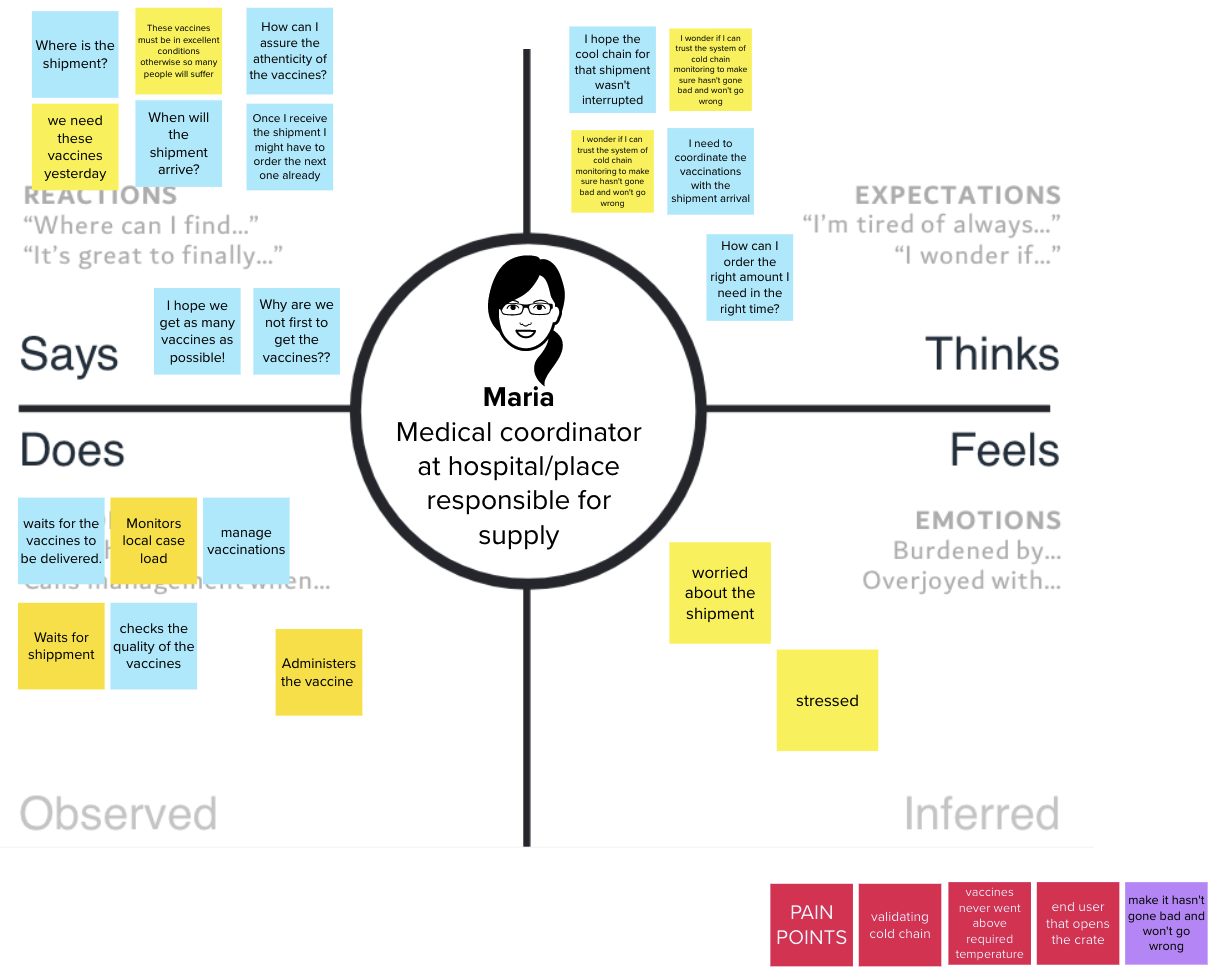 Where is the
shipment?
These vaccines
must be in excellent
conditions
otherwise so many
people will suffer
How can I
assure the
athenticity of
the vaccines?
we need
these
vaccines
yesterday
When will
the
shipment
arrive?
Once I receive
the shipment I
might have to
order the next
one already
REACTIONS
“Where can I find...”
“It’s great to finally...”
I hope we
get as many
vaccines as
possible!
Why are we
not first to
get the
vaccines??
Says
I hope the
cool chain for
that shipment
wasn't
interrupted
I wonder if I can
trust the system of
cold chain
monitoring to make
sure hasn't gone
bad and won't go
wrong
I wonder if I can
trust the system of
cold chain
monitoring to make
sure hasn't gone
bad and won't go
wrong
I need to
coordinate the
vaccinations
with the
shipment arrival
EXPECTATIONS
“I’m tired of always...”
“I wonder if...”
How can I
order the
right amount I
need in the
right time?
Thinks
Maria
Medical coordinator
at hospital/place
responsible for
supply
Does
waits for the
vaccines to
be delivered.
Monitors
local case
load
manage
vaccinations
Calls management when...
Waits for
shippment
checks the
quality of the
vaccines
Administers
the vaccine
Observed
Feels
EMOTIONS
Burdened by...
Overjoyed with...
worried
about the
shipment
stressed
Inferred
PAIN
POINTS
validating
cold chain
vaccines
never went
above
required
temperature
end user
that opens
the crate
make it hasn't
gone bad and
won't go
wrong